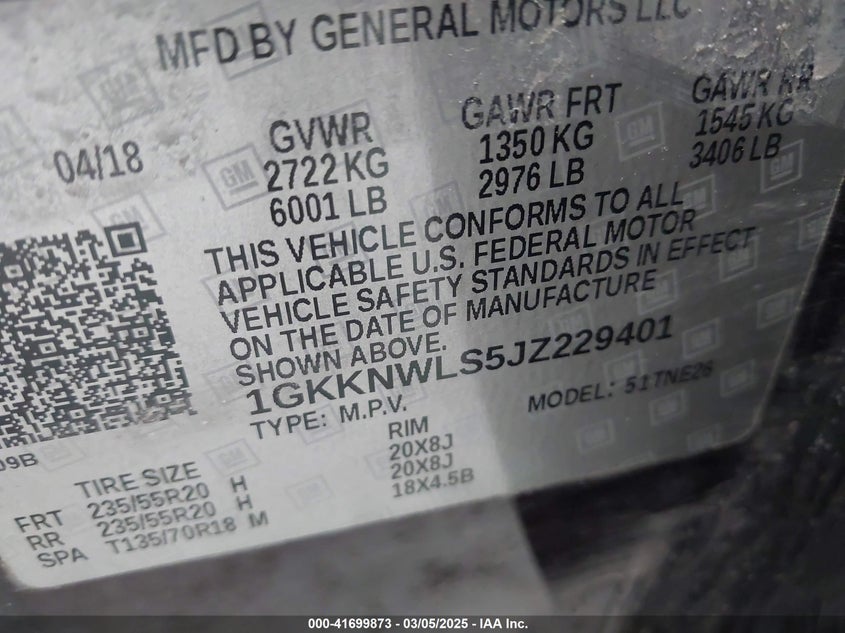 MFD BY GENERAL MOTORS LLC
04/18
GVWR
2722 KG
6001 LB
GAWR FRT
1350 KG
2976 LB
GAWR RR
1545 KG
3406 LB
THIS VEHICLE CONFORMS TO ALL
APPLICABLE U.S. FEDERAL MOTOR
VEHICLE SAFETY STANDARDS IN EFFECT
ON THE DATE OF MANUFACTURE
SHOWN ABOVE.
1GKKNWLS5JZ229401
TYPE: M.P.V.
MODEL: 51TNE26
09B
TIRE SIZE
RIM
FRT 235/55R20 H 20X8J
RR 235/55R20 H 20X8J
SPA T135/70R18 M 18X4.5B
000-41699873 - 03/05/2025 - IAA Inc.